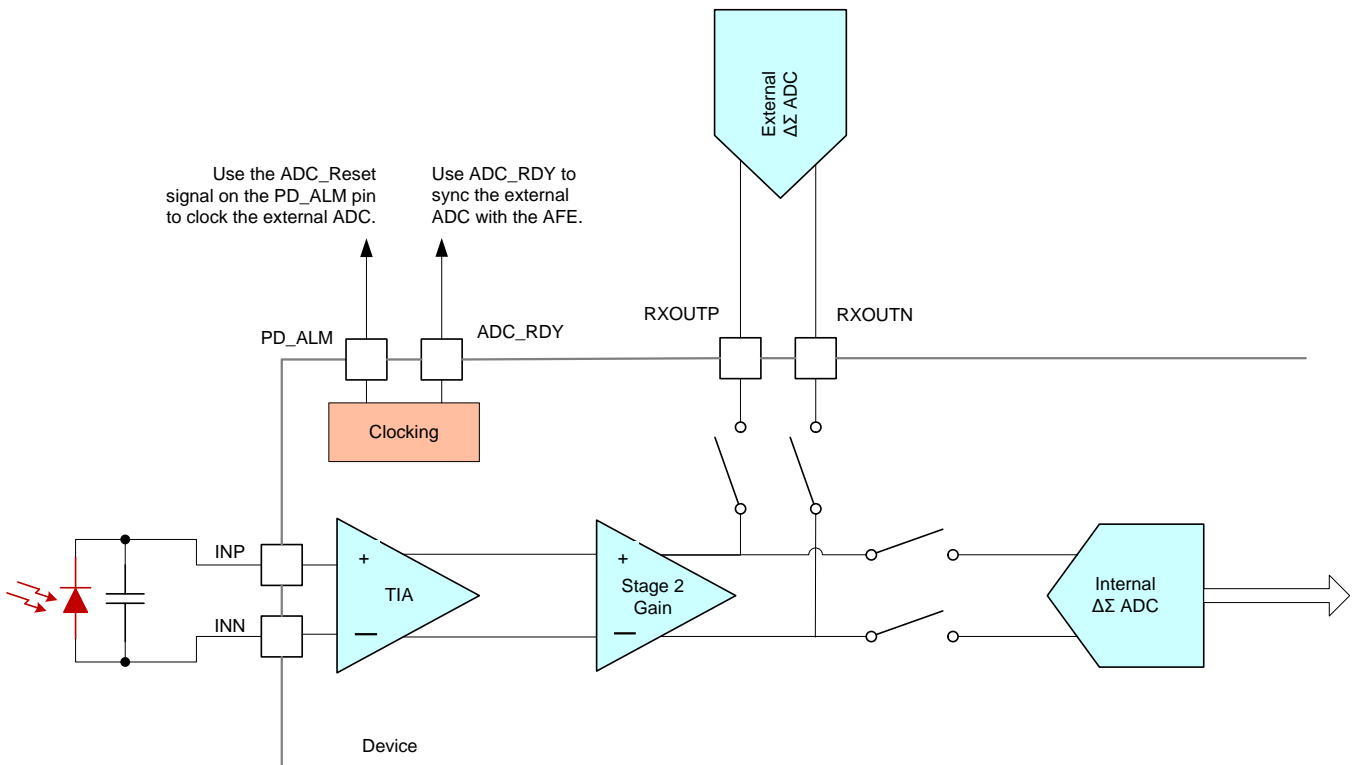 External
ΔΣ ADC
Use the ADC_Reset
signal on the PD_ALM pin
to clock the external ADC.
Use ADC_RDY to
sync the external
ADC with the AFE.
PD_ALM
ADC_RDY
RXOUTP
RXOUTN
Clocking
INP
INN
+
TIA
–
+
Stage 2
Gain
–
Internal
ΔΣ ADC
Device